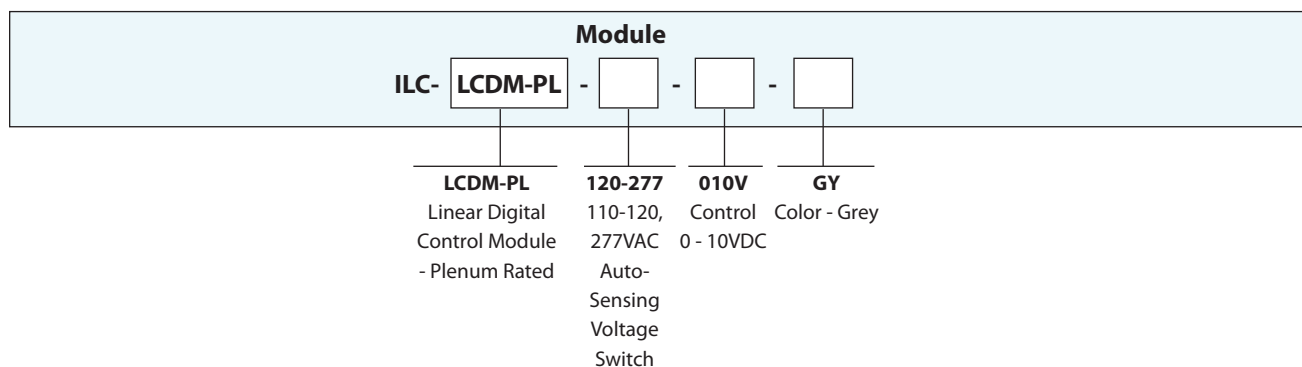 Module
ILC- LCDM-PL - - -
LCDM-PL
Linear Digital
Control Module
- Plenum Rated
120-277
110-120,
277VAC
Auto-
Sensing
Voltage
Switch
010V
Control
0 - 10VDC
GY
Color - Grey